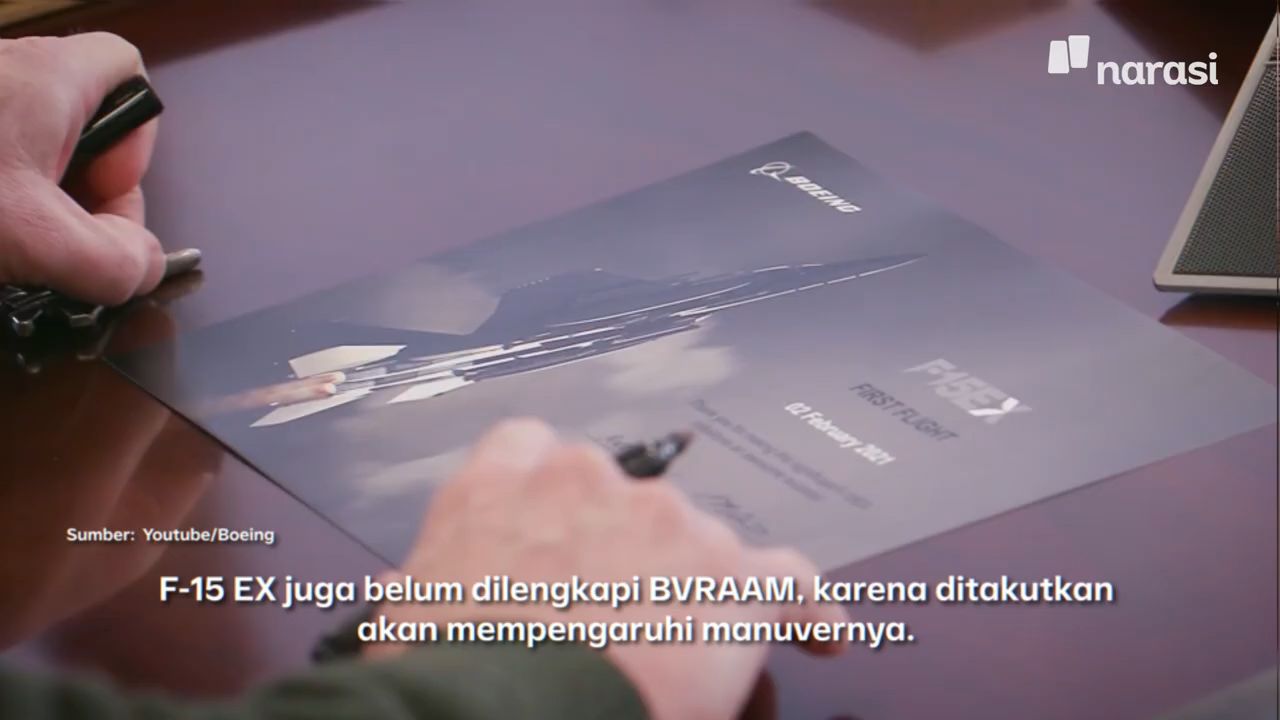 narasi
BOEING
F-15EX
FIRST FLIGHT
02 February 2021
Sumber: Youtube/Boeing
F-15 EX juga belum dilengkapi BVRAAM, karena ditakutkan
akan mempengaruhi manuvernya.